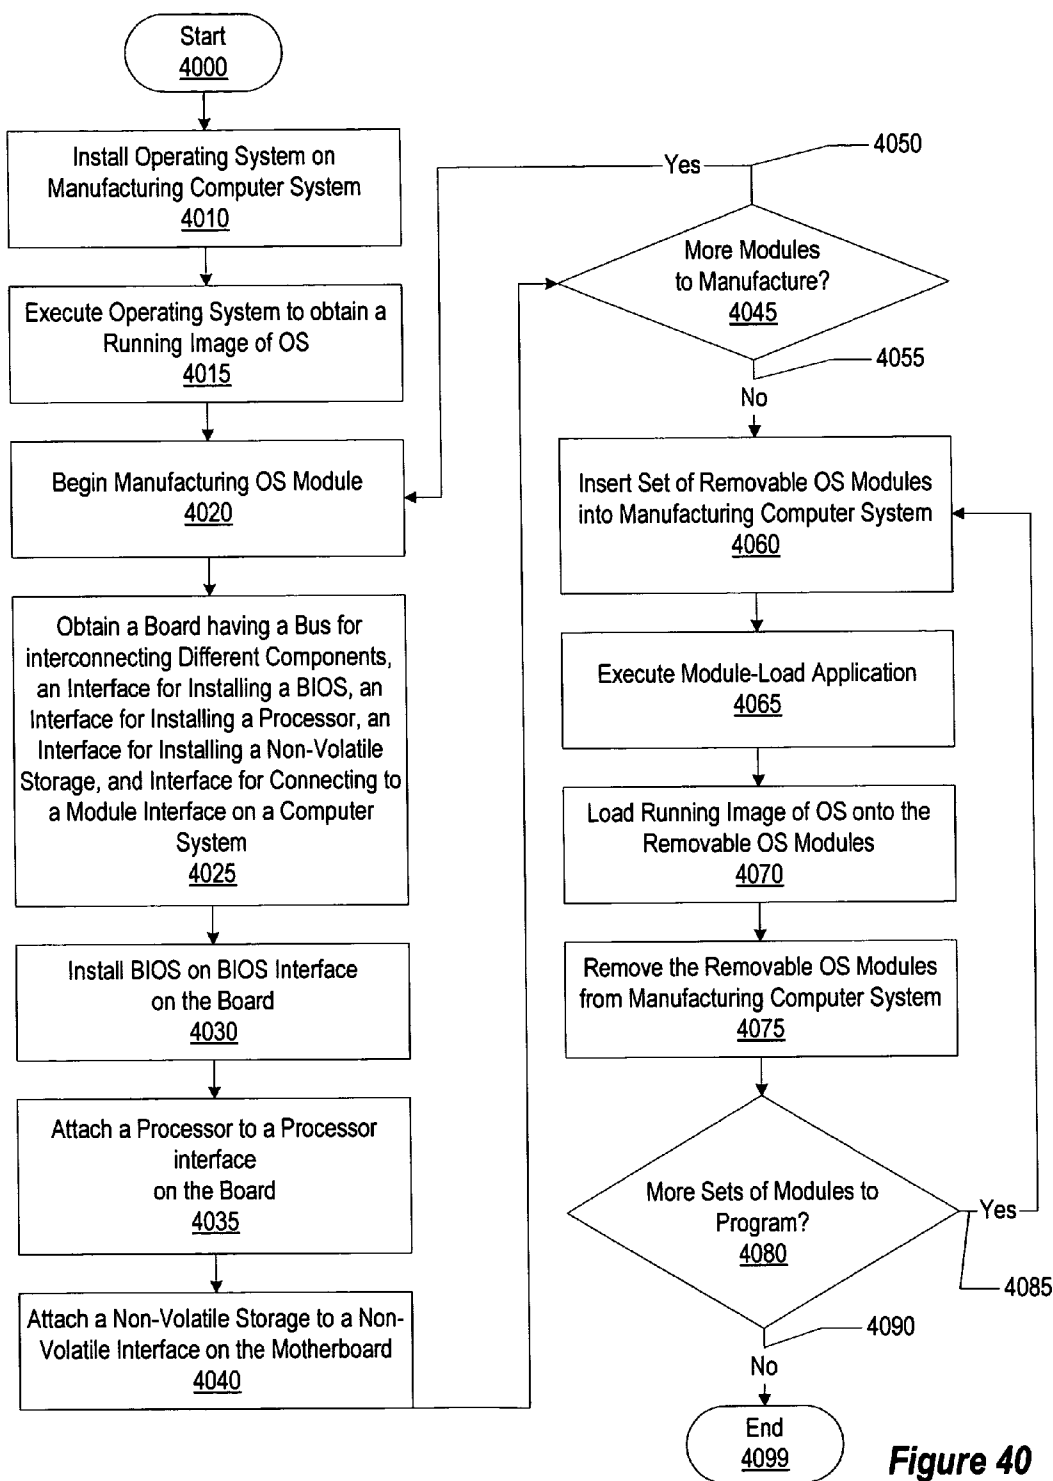 Start
4000
Install Operating System on
Manufacturing Computer System
4010
Execute Operating System to obtain a
Running Image of OS
4015
Begin Manufacturing OS Module
4020
Obtain a Board having a Bus for
interconnecting Different Components,
an Interface for Installing a BIOS, an
Interface for Installing a Processor, an
Interface for Installing a Non-Volatile
Storage, and Interface for Connecting to
a Module Interface on a Computer
System
4025
Install BIOS on BIOS Interface
on the Board
4030
Attach a Processor to a Processor
interface
on the Board
4035
Attach a Non-Volatile Storage to a Non-
Volatile Interface on the Motherboard
4040
Yes
4050
More Modules
to Manufacture?
4045
4055
No
Insert Set of Removable OS Modules
into Manufacturing Computer System
4060
Execute Module-Load Application
4065
Load Running Image of OS onto the
Removable OS Modules
4070
Remove the Removable OS Modules
from Manufacturing Computer System
4075
More Sets of Modules to
Program?
4080
Yes
4085
4090
No
End
4099
Figure 40